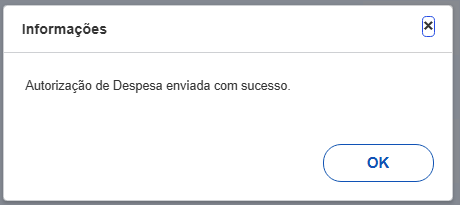 Informações
×
Autorização de Despesa enviada com sucesso.
OK